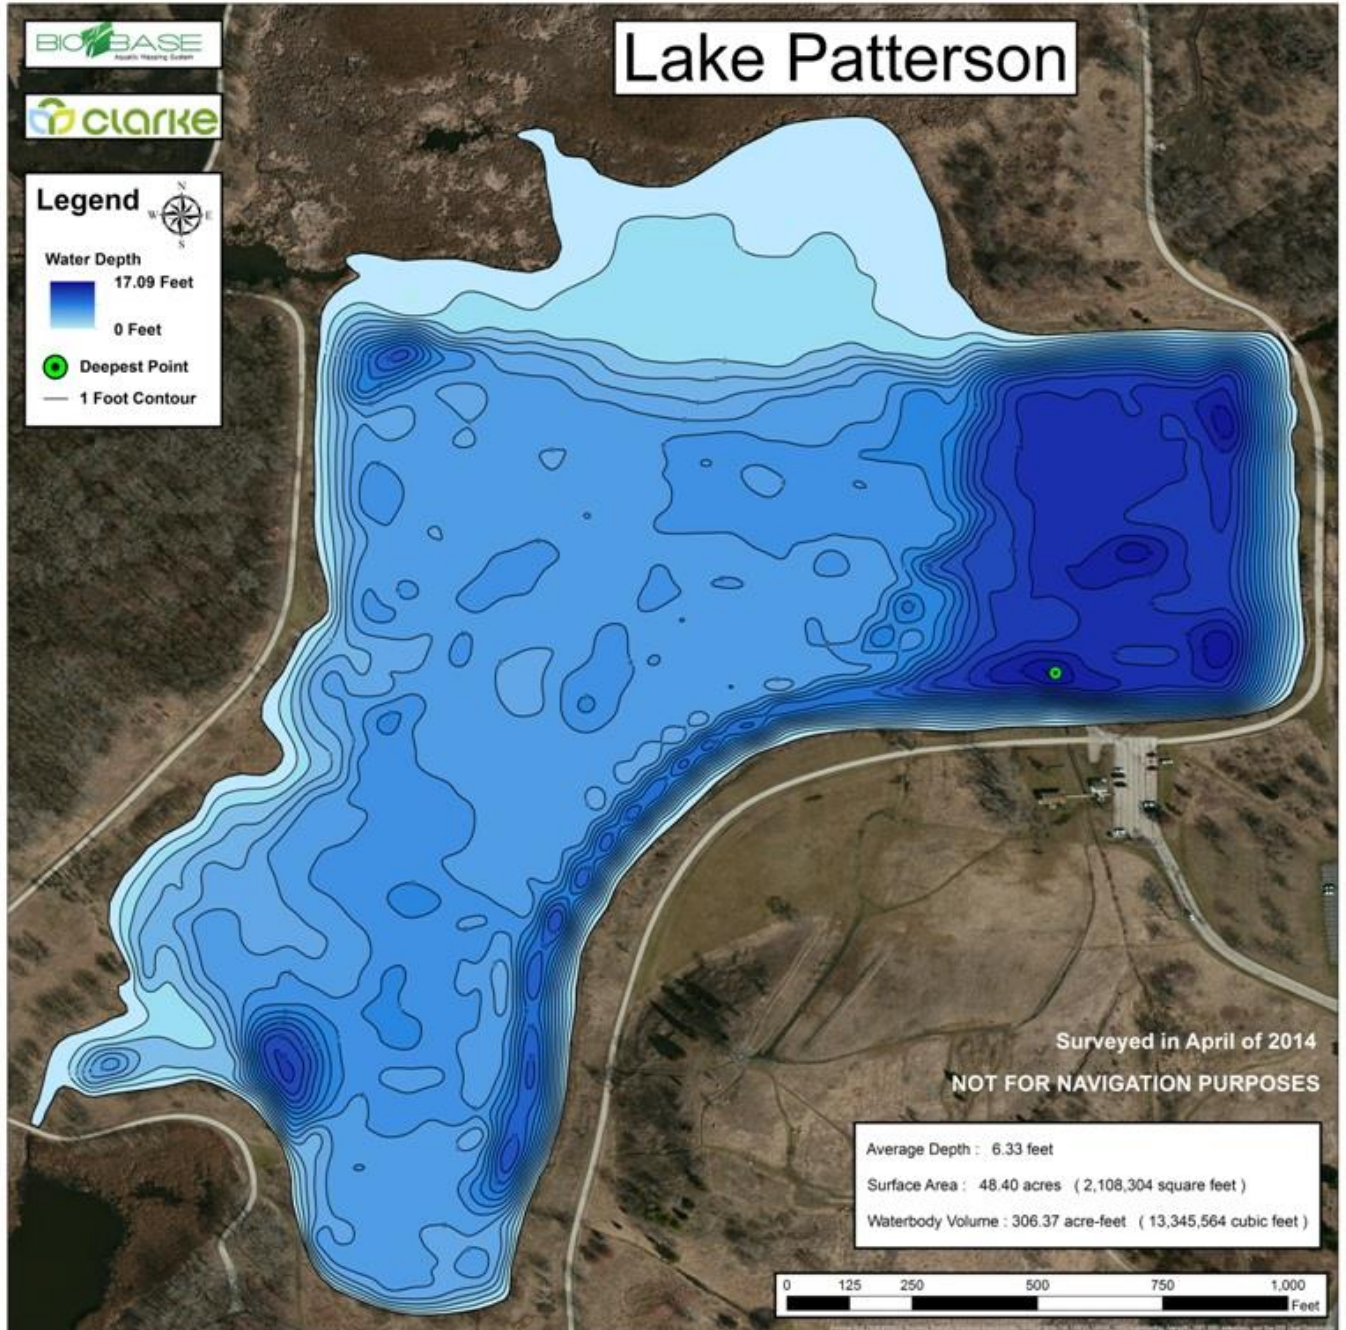 BIOBASE
Aquatic Mapping System
Lake Patterson
clarke
Legend
N
W E
S
Water Depth
17.09 Feet
0 Feet
Deepest Point
1 Foot Contour
Surveyed in April of 2014
NOT FOR NAVIGATION PURPOSES
Average Depth : 6.33 feet
Surface Area : 48.40 acres ( 2,108,304 square feet )
Waterbody Volume : 306.37 acre-feet ( 13,345,564 cubic feet )
0 125 250 500 750 1,000
Feet